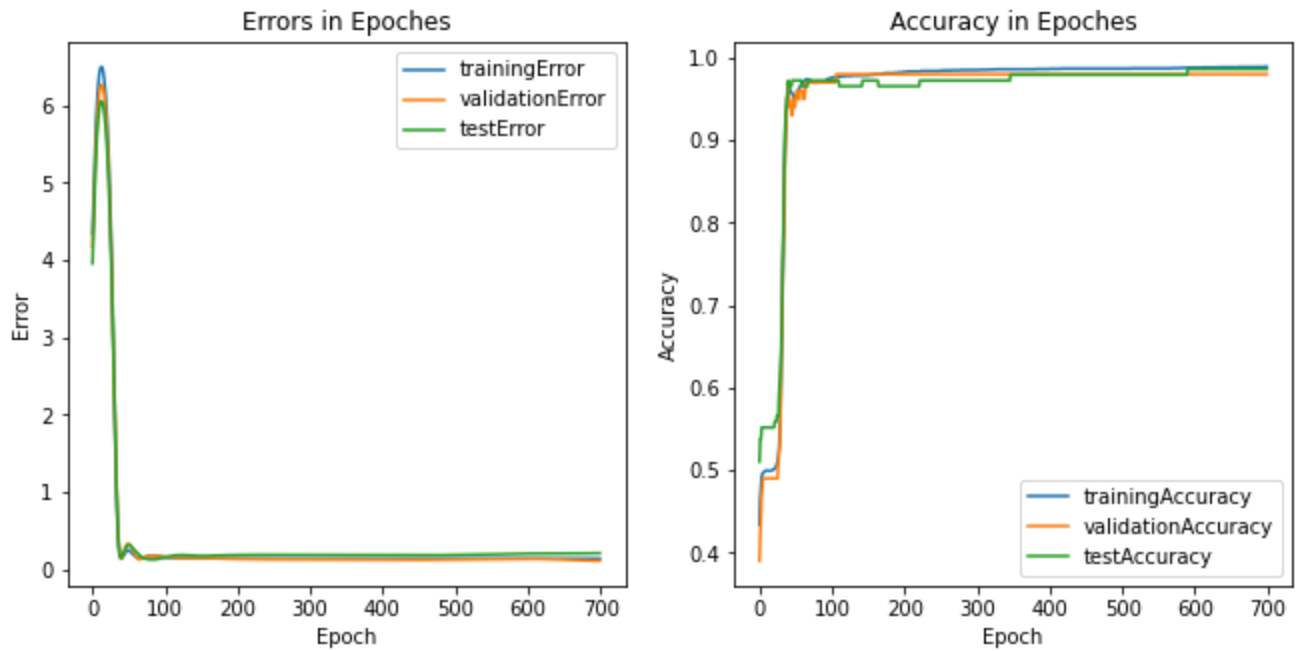 Errors in Epoches
Error
6
5
4
3
2
1
0
trainingError
validationError
testError
0 100 200 300 400 500 600 700
Epoch
Accuracy in Epoches
Accuracy
1.0
0.9
0.8
0.7
0.6
0.5
0.4
trainingAccuracy
validationAccuracy
testAccuracy
0 100 200 300 400 500 600 700
Epoch